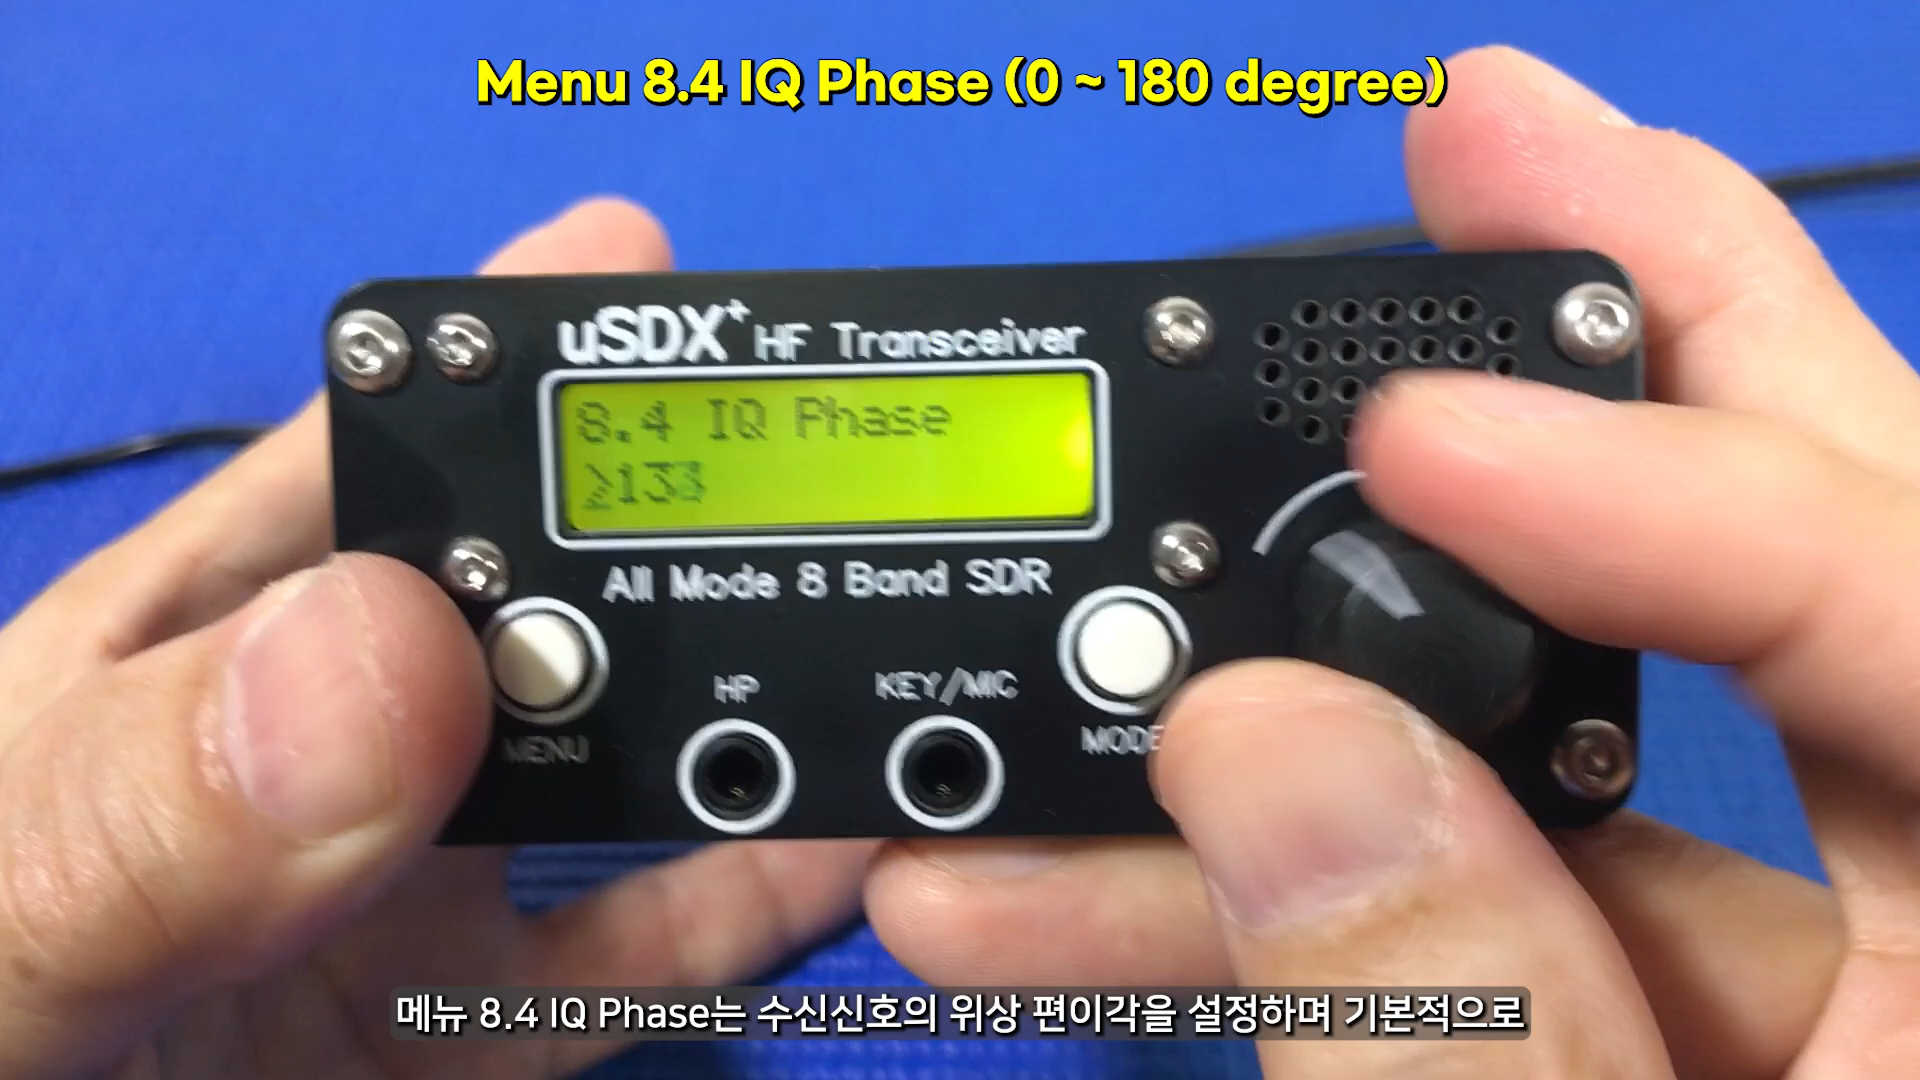 Menu 8.4 IQ Phase (0 ~ 180 degree)
uSDX+ HF Transceiver
8.4 IQ Phase
All Mode 8 Band SDR
HP
KEY/MIC
MENU
MODE
메뉴 8.4 IQ Phase는 수신신호의 위상 편이각을 설정하며 기본적으로